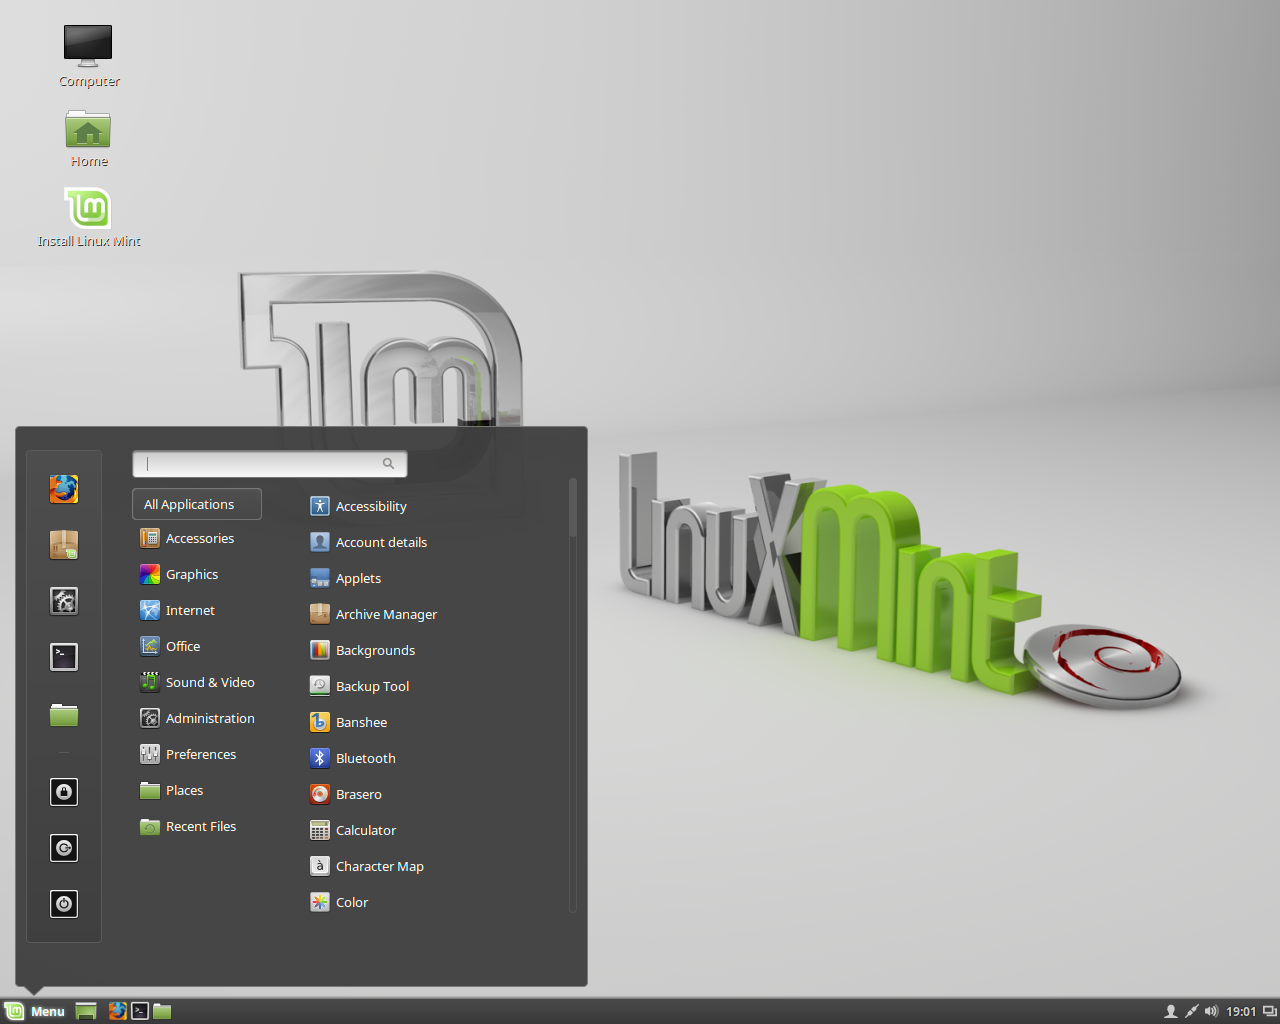 Computer
Home
Install Linux Mint
lm
LinuxMint
All Applications
Accessories
Graphics
Internet
Office
Sound & Video
Administration
Preferences
Places
Recent Files
Accessibility
Account details
Applets
Archive Manager
Backgrounds
Backup Tool
Banshee
Bluetooth
Brasero
Calculator
Character Map
Color
Menu
19:01